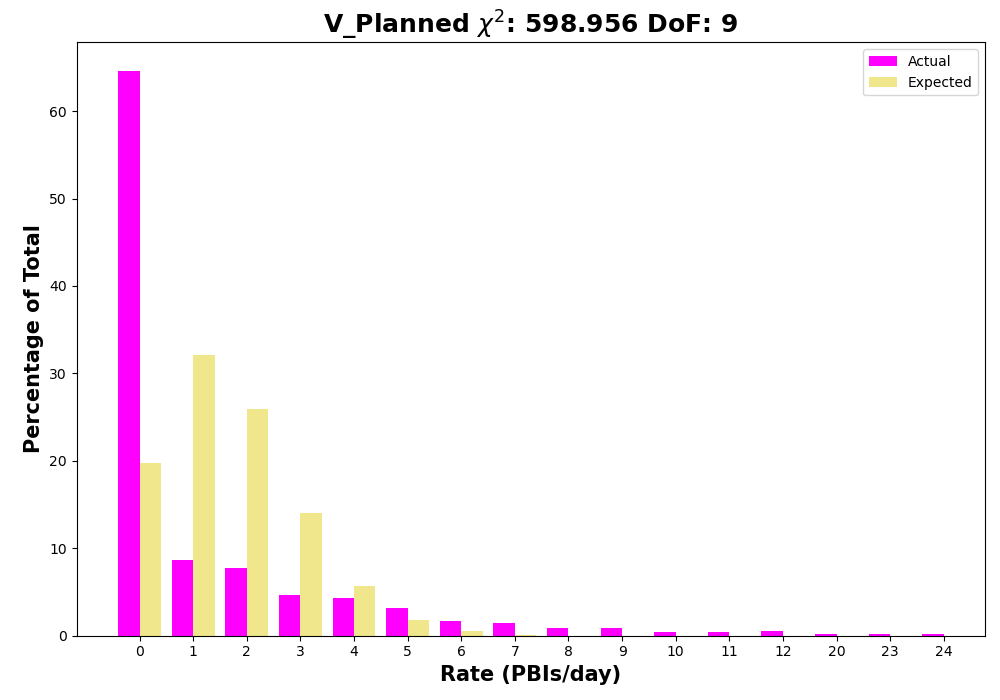 V_Planned χ²: 598.956 DoF: 9
Actual
Expected
Percentage of Total
60
50
40
30
20
10
0
0 1 2 3 4 5 6 7 8 9 10 11 12 20 23 24
Rate (PBIs/day)